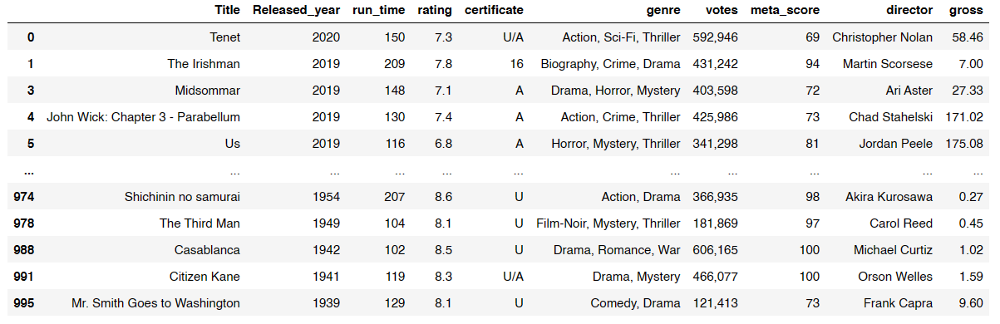 Title Released_year run_time rating certificate genre votes meta_score director gross
0 Tenet 2020 150 7.3 U/A Action, Sci-Fi, Thriller 592,946 69 Christopher Nolan 58.46
1 The Irishman 2019 209 7.8 16 Biography, Crime, Drama 431,242 94 Martin Scorsese 7.00
3 Midsommar 2019 148 7.1 A Drama, Horror, Mystery 403,598 72 Ari Aster 27.33
4 John Wick: Chapter 3 - Parabellum 2019 130 7.4 A Action, Crime, Thriller 425,986 73 Chad Stahelski 171.02
5 Us 2019 116 6.8 A Horror, Mystery, Thriller 341,298 81 Jordan Peele 175.08
... ... ... ... ... ... ... ... ... ... ...
974 Shichinin no samurai 1954 207 8.6 U Action, Drama 366,935 98 Akira Kurosawa 0.27
978 The Third Man 1949 104 8.1 U Film-Noir, Mystery, Thriller 181,869 97 Carol Reed 0.45
988 Casablanca 1942 102 8.5 U Drama, Romance, War 606,165 100 Michael Curtiz 1.02
991 Citizen Kane 1941 119 8.3 U/A Drama, Mystery 466,077 100 Orson Welles 1.59
995 Mr. Smith Goes to Washington 1939 129 8.1 U Comedy, Drama 121,413 73 Frank Capra 9.60